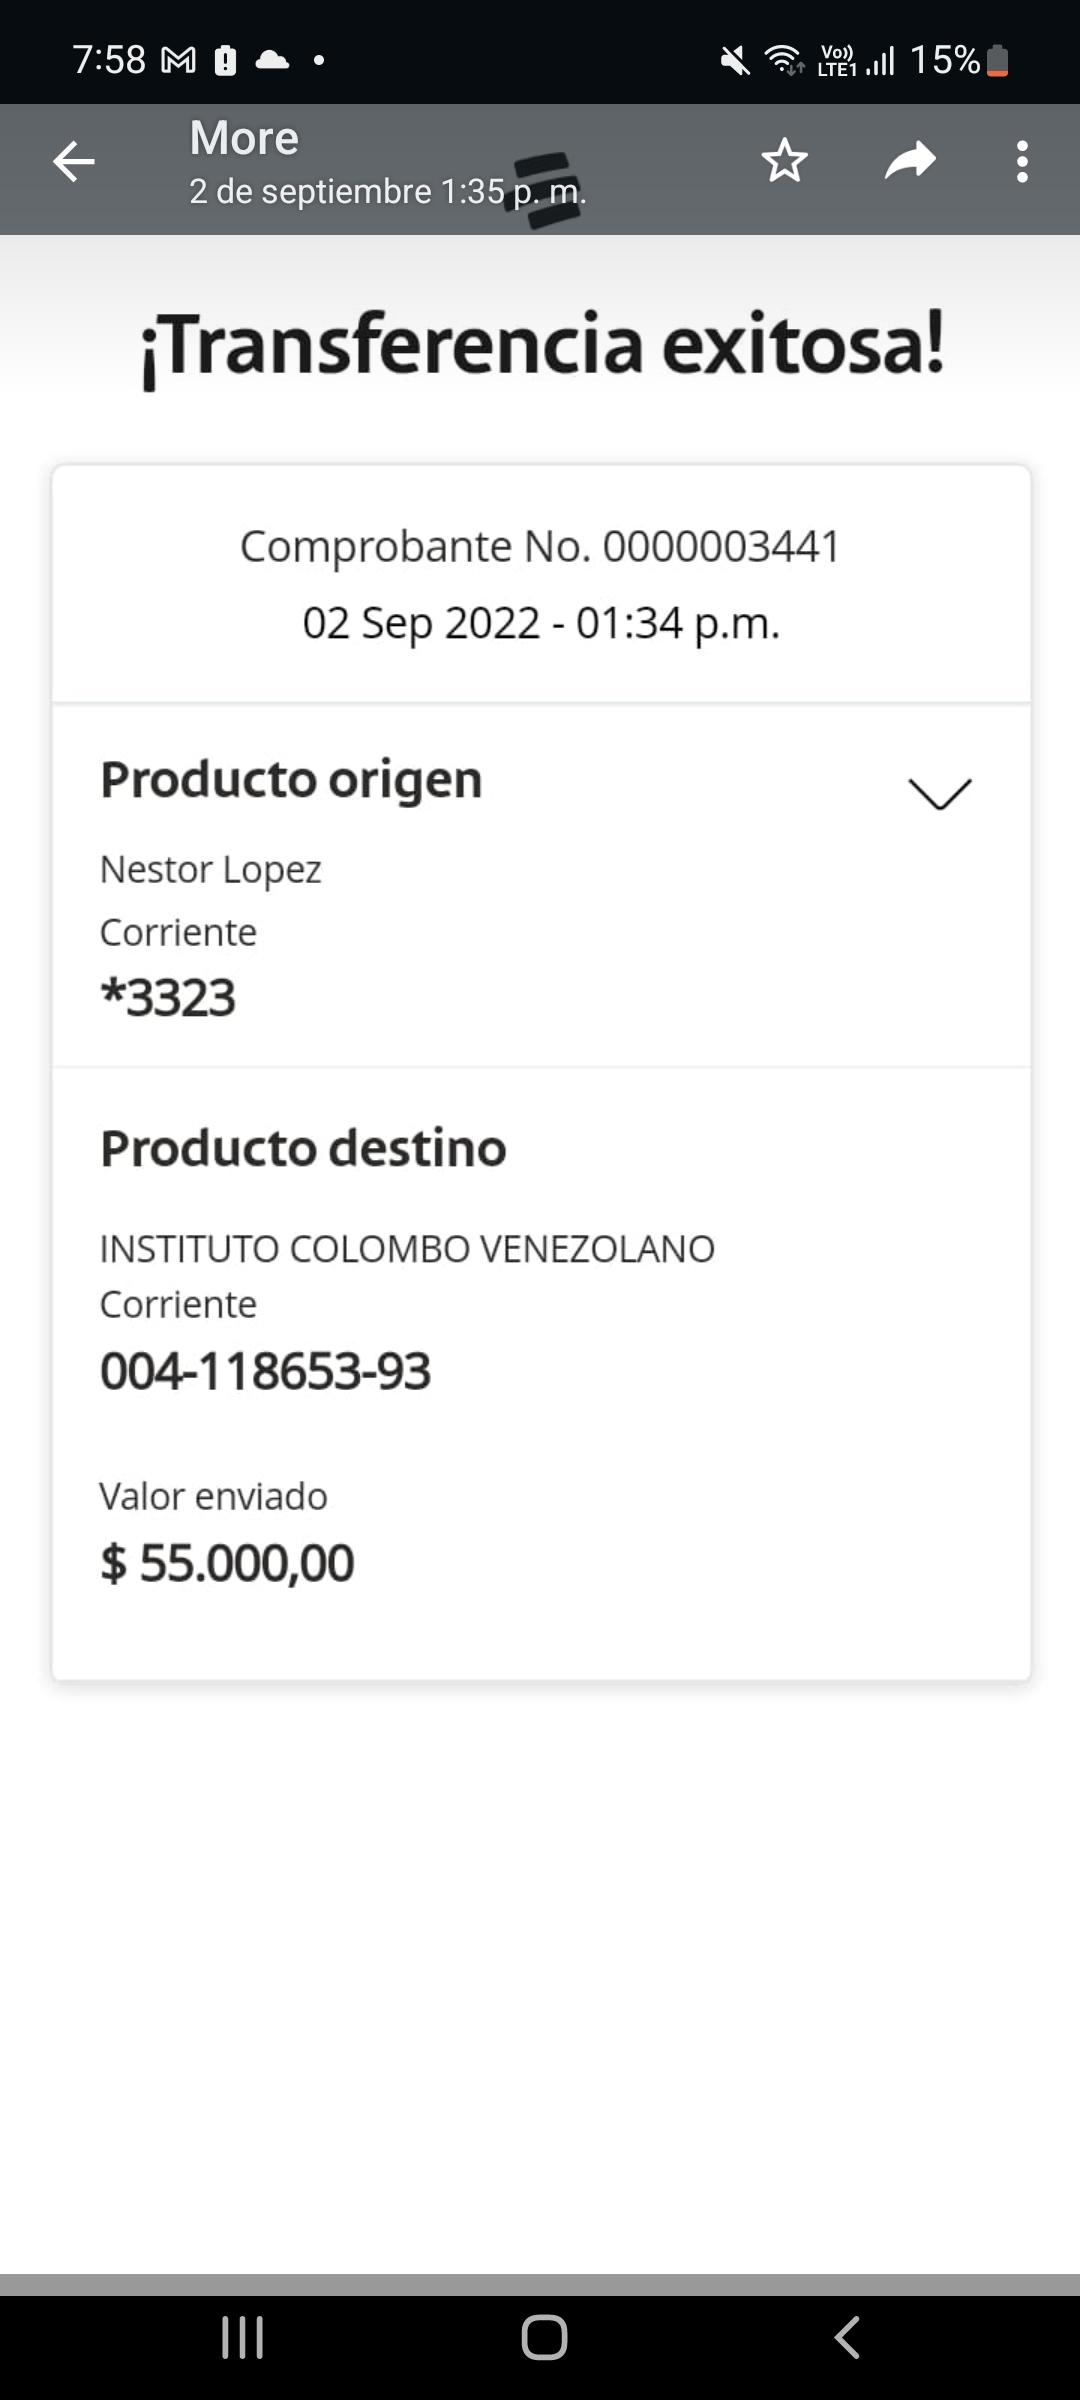 7:58
Vo))
LTE1
15%
More
2 de septiembre 1:35 p. m.
¡Transferencia exitosa!
Comprobante No. 0000003441
02 Sep 2022 - 01:34 p.m.
Producto origen
Nestor Lopez
Corriente
*3323
Producto destino
INSTITUTO COLOMBO VENEZOLANO
Corriente
004-118653-93
Valor enviado
$ 55.000,00